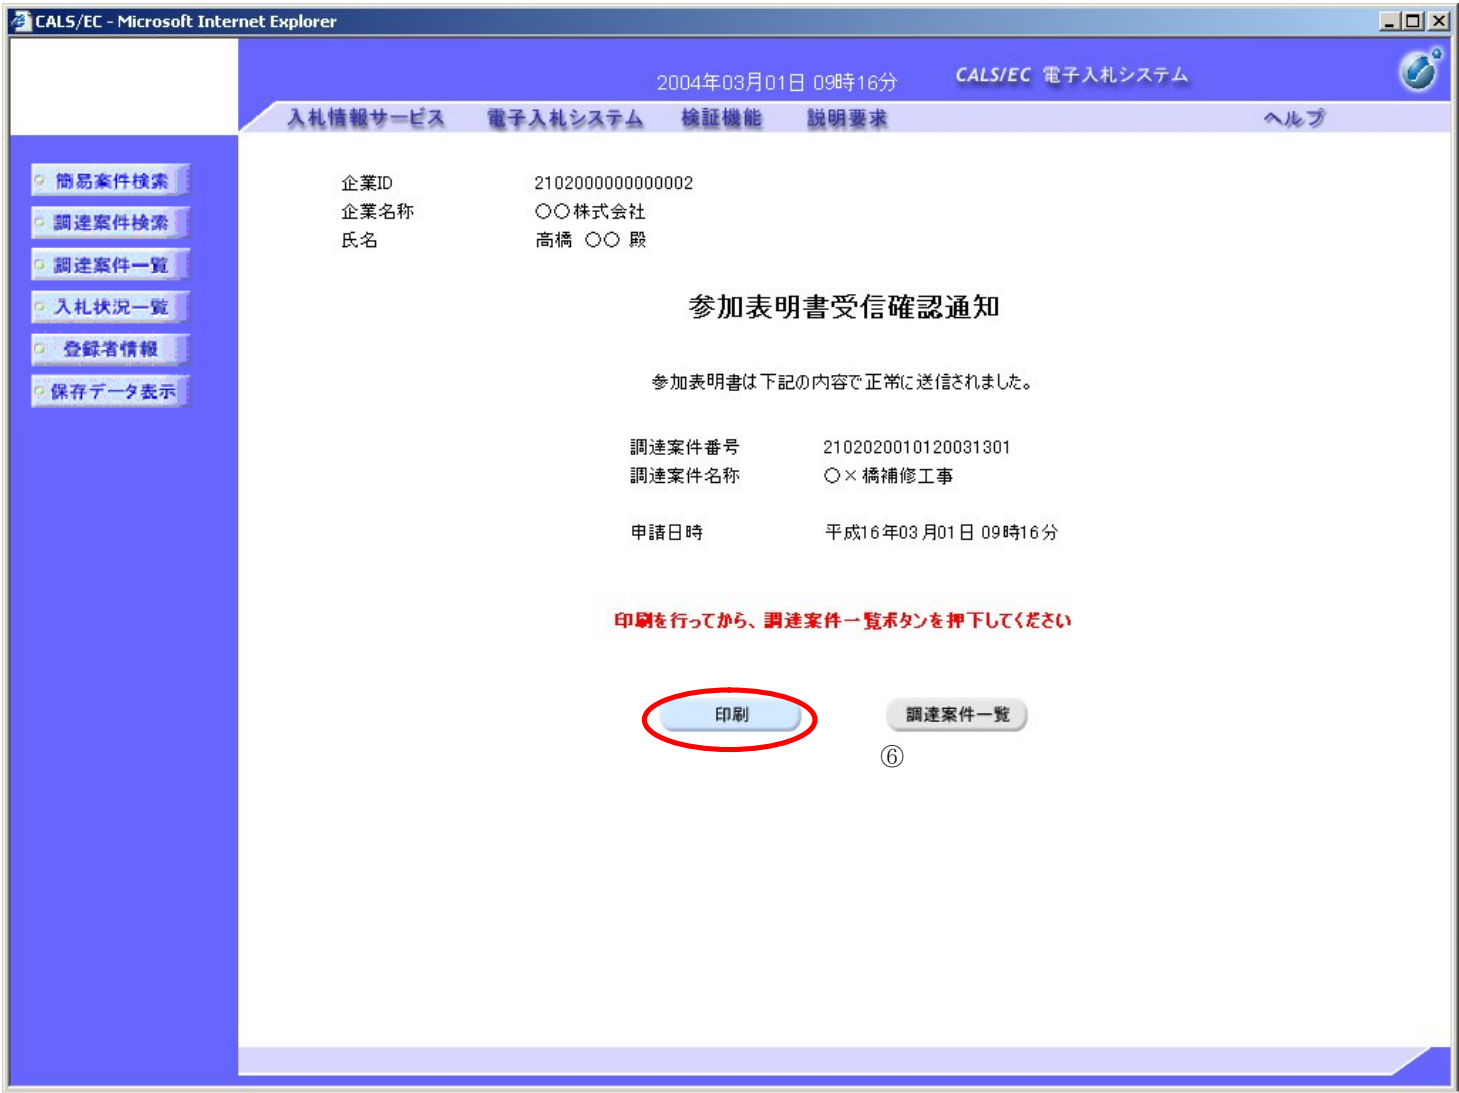 CALS/EC - Microsoft Internet Explorer
2004年03月01日 09時16分
CALS/EC 電子入札システム
入札情報サービス 電子入札システム 検証機能 説明要求 ヘルプ
簡易案件検索
調達案件検索
調達案件一覧
入札状況一覧
登録者情報
保存データ表示
企業ID 2102000000000002
企業名称 〇〇株式会社
氏名 高橋 〇〇 殿
参加表明書受信確認通知
参加表明書は下記の内容で正常に送信されました。
調達案件番号 2102020010120031301
調達案件名称 〇×橋補修工事
申請日時 平成16年03月01日 09時16分
印刷を行ってから、調達案件一覧ボタンを押下してください
印刷 調達案件一覧
⑥